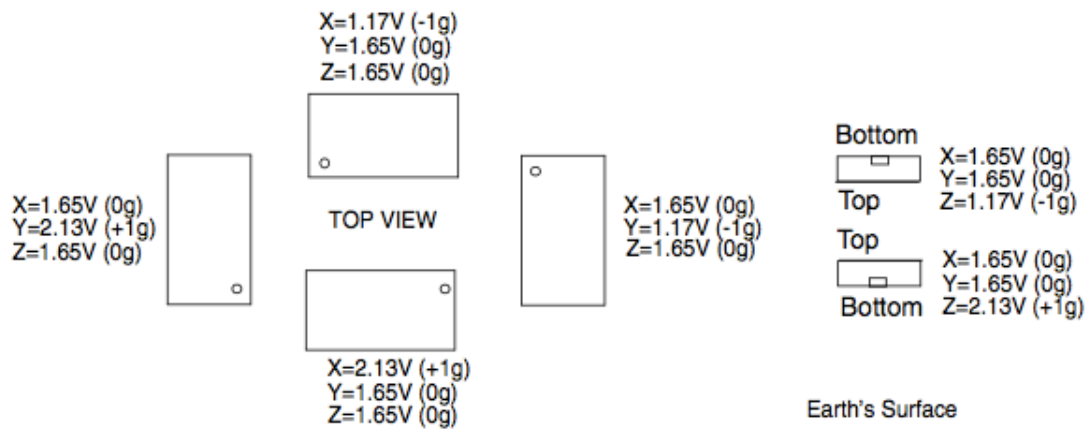 X=1.17V (-1g)
Y=1.65V (0g)
Z=1.65V (0g)
X=1.65V (0g)
Y=2.13V (+1g)
Z=1.65V (0g)
TOP VIEW
X=1.65V (0g)
Y=1.17V (-1g)
Z=1.65V (0g)
X=2.13V (+1g)
Y=1.65V (0g)
Z=1.65V (0g)
Bottom
Top
X=1.65V (0g)
Y=1.65V (0g)
Z=1.17V (-1g)
Top
Bottom
X=1.65V (0g)
Y=1.65V (0g)
Z=2.13V (+1g)
Earth's Surface